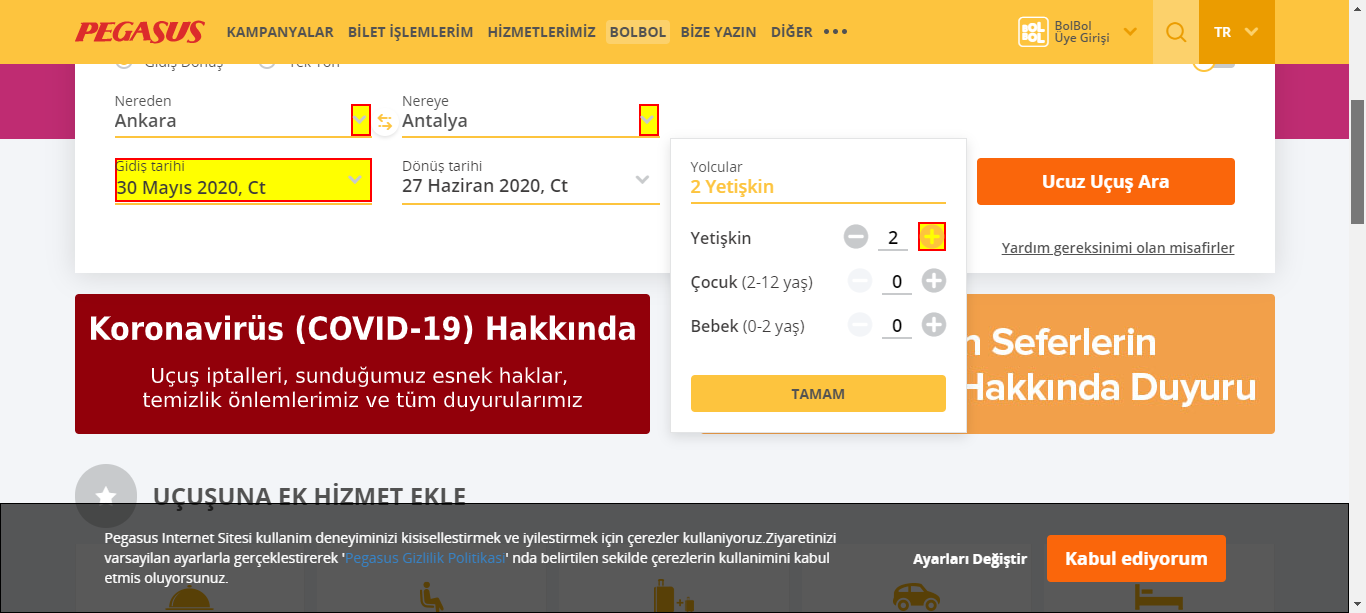 PEGASUS KAMPANYALAR BİLET İŞLEMLERİM HİZMETLERİMİZ BOLBOL BİZE YAZIN DİĞER
BOL
BOL
BolBol
Üye Girişi
TR
Gidiş Dönüş Tek Yön
Nereden
Ankara
Nereye
Antalya
Gidiş tarihi
30 Mayıs 2020, Ct
Dönüş tarihi
27 Haziran 2020, Ct
Yolcular
2 Yetişkin
Yetişkin 2
Çocuk (2-12 yaş) 0
Bebek (0-2 yaş) 0
TAMAM
Ucuz Uçuş Ara
Yardım gereksinimi olan misafirler
Koronavirüs (COVID-19) Hakkında
Uçuş iptalleri, sunduğumuz esnek haklar,
temizlik önlemlerimiz ve tüm duyurularımız
Seferlerin
Hakkında Duyuru
UÇUŞUNA EK HİZMET EKLE
Pegasus Internet Sitesi kullanim deneyiminizi kisisellestirmek ve iyilestirmek için çerezler kullaniyoruz.Ziyaretinizi
varsayilan ayarlarla gerçeklestirerek 'Pegasus Gizlilik Politikasi' nda belirtilen sekilde çerezlerin kullanimini kabul
etmis oluyorsunuz.
Ayarları Değiştir
Kabul ediyorum